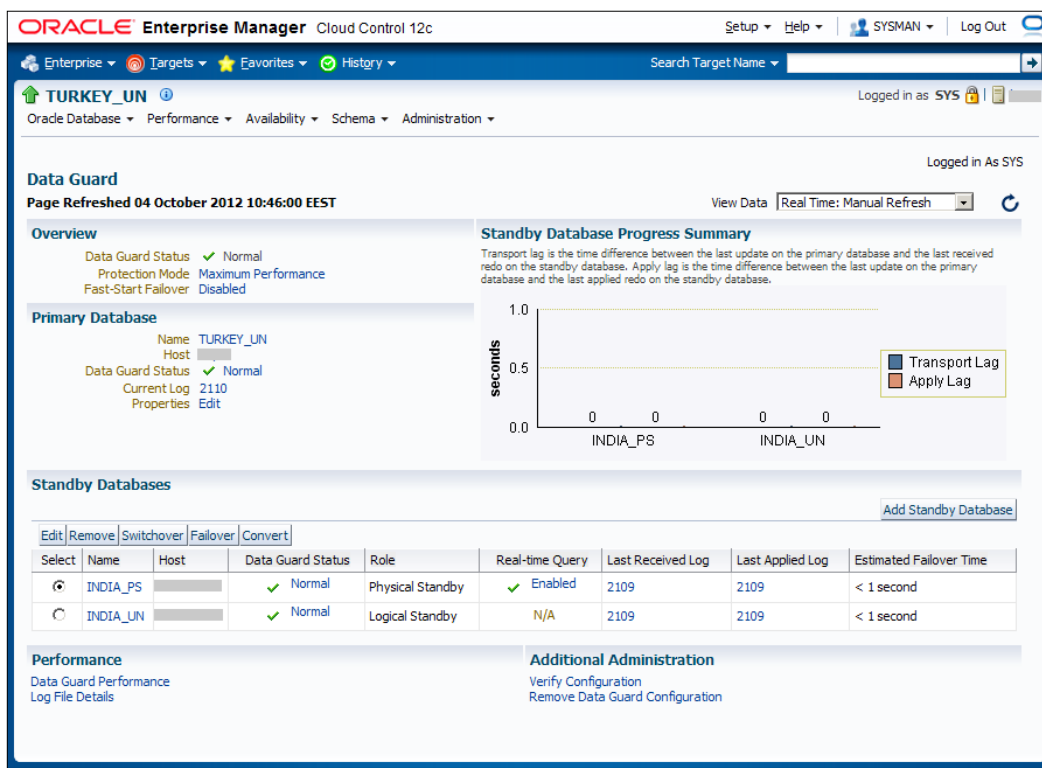 ORACLE Enterprise Manager Cloud Control 12c
Setup Help SYSMAN Log Out
Enterprise Targets Favorites History Search Target Name
TURKEY_UN
Logged in as SYS
Oracle Database Performance Availability Schema Administration
Logged in As SYS
Data Guard
Page Refreshed 04 October 2012 10:46:00 EEST
View Data Real Time: Manual Refresh
Overview
Data Guard Status Normal
Protection Mode Maximum Performance
Fast-Start Failover Disabled
Primary Database
Name TURKEY_UN
Host
Data Guard Status Normal
Current Log 2110
Properties Edit
Standby Database Progress Summary
Transport lag is the time difference between the last update on the primary database and the last received
redo on the standby database. Apply lag is the time difference between the last update on the primary
database and the last applied redo on the standby database.
1.0
seconds
0.5
0.0
0 0 0 0
INDIA_PS INDIA_UN
Transport Lag
Apply Lag
Standby Databases
Add Standby Database
Edit Remove Switchover Failover Convert
Select Name Host Data Guard Status Role Real-time Query Last Received Log Last Applied Log Estimated Failover Time
INDIA_PS Normal Physical Standby Enabled 2109 2109 < 1 second
INDIA_UN Normal Logical Standby N/A 2109 2109 < 1 second
Performance
Data Guard Performance
Log File Details
Additional Administration
Verify Configuration
Remove Data Guard Configuration